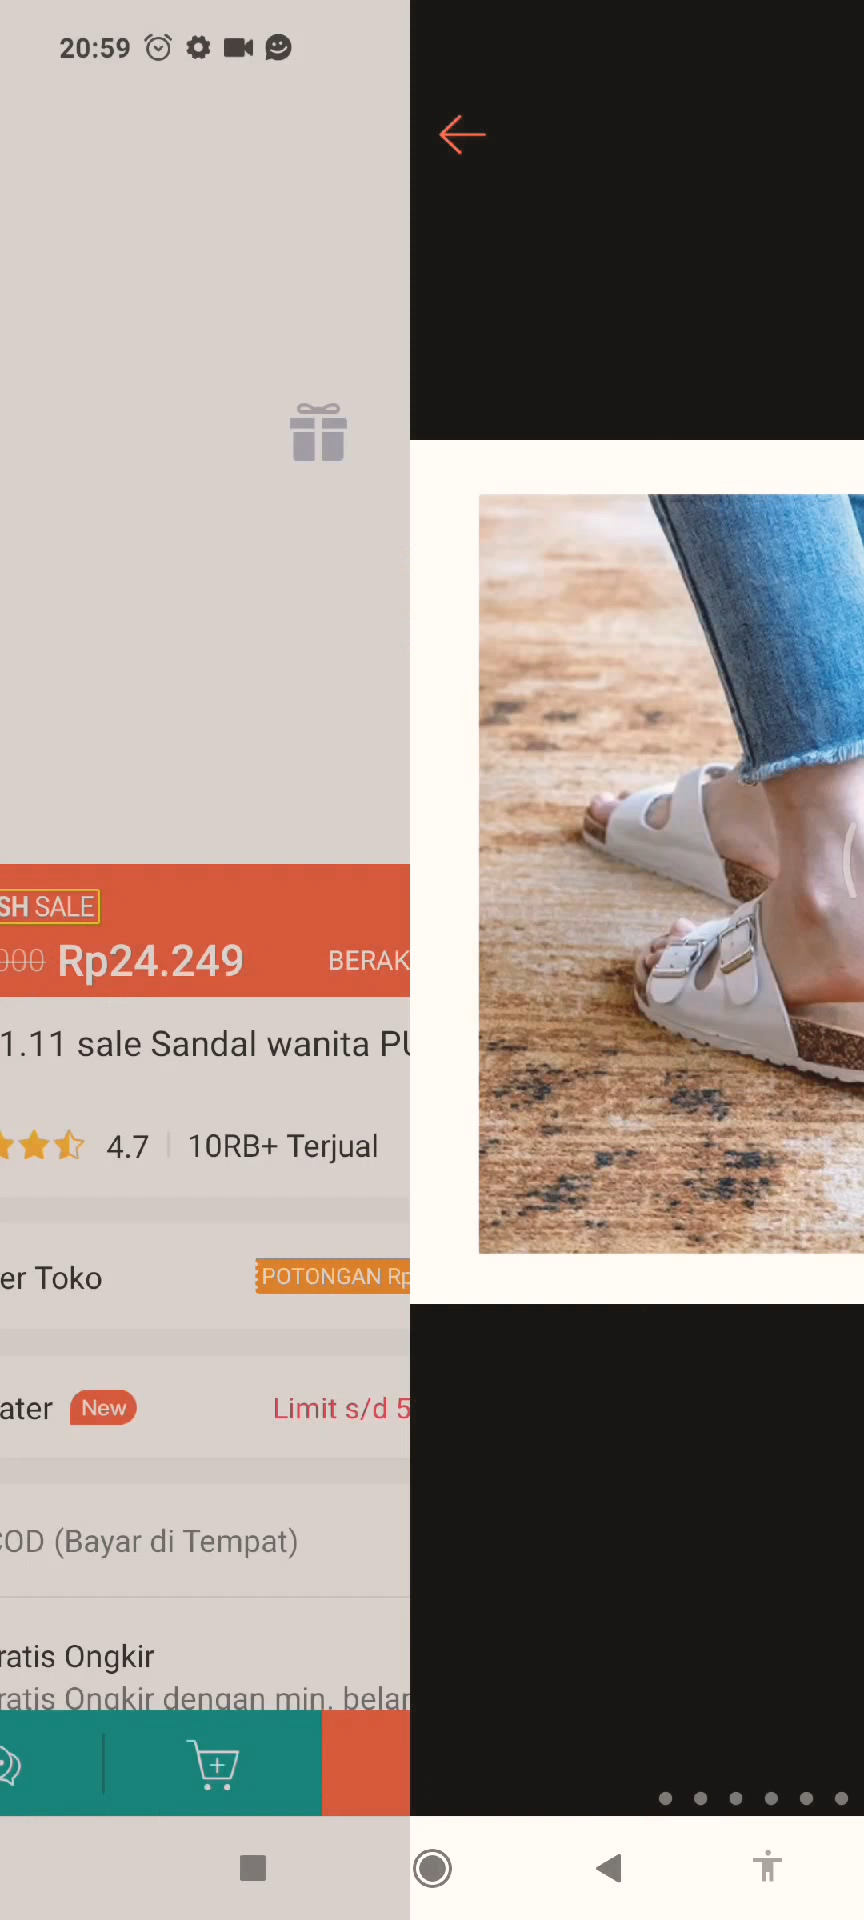 20:59
SH SALE
000 Rp24.249 BERAK
1.11 sale Sandal wanita PU
4.7 10RB+ Terjual
er Toko POTONGAN Rp
ater New Limit s/d 5
COD (Bayar di Tempat)
ratis Ongkir
ratis Ongkir dengan min. belan